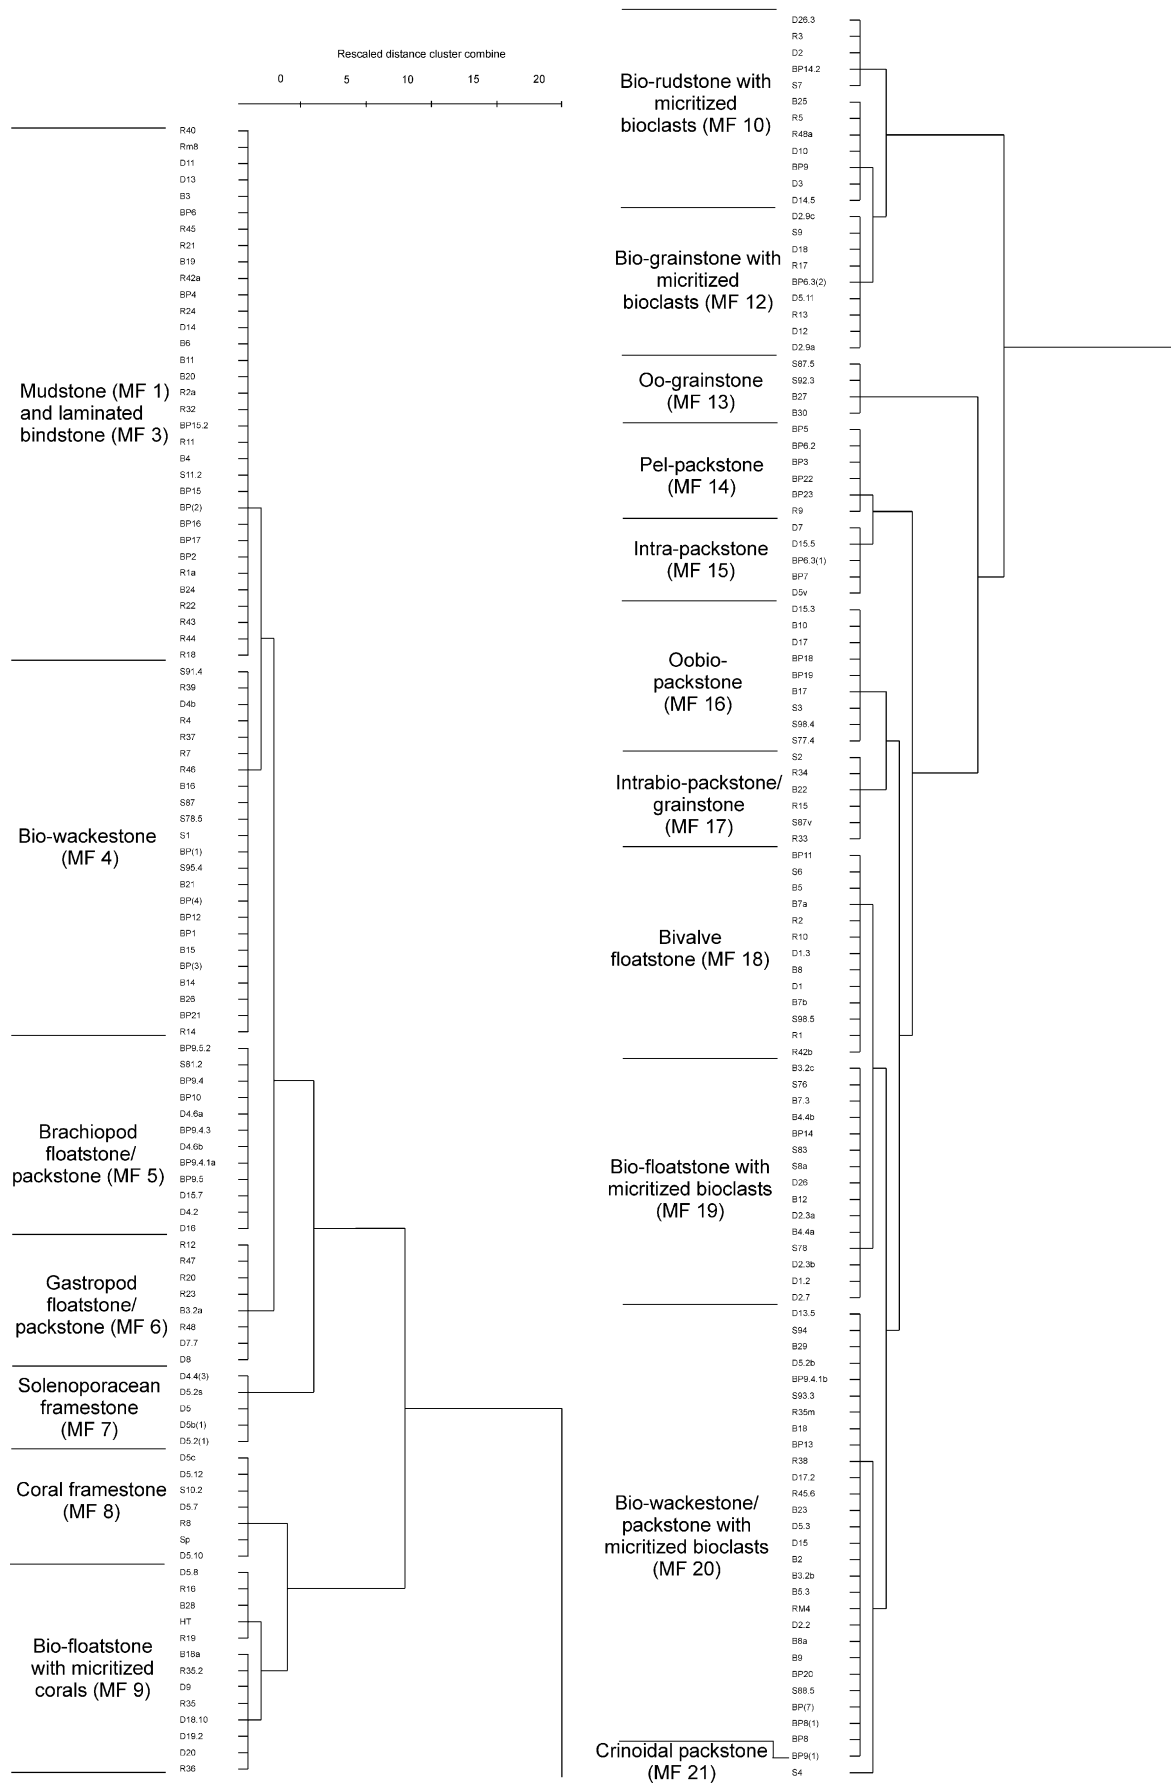 Rescaled distance cluster combine
0 5 10 15 20
Mudstone (MF 1)
and laminated
bindstone (MF 3)
R40
Rm8
D11
D13
B3
BP6
R45
R21
B19
R42a
BP4
R24
D14
B6
B11
B20
R2a
R32
BP15.2
R11
B4
S11.2
BP15
BP(2)
BP16
BP17
BP2
R1a
B24
R22
R43
R44
R18
Bio-wackestone
(MF 4)
S91.4
R39
D4b
R4
R37
R7
R46
B16
S87
S78.5
S1
BP(1)
S95.4
B21
BP(4)
BP12
BP1
B15
BP(3)
B14
B26
BP21
R14
Brachiopod
floatstone/
packstone (MF 5)
BP9.5.2
S81.2
BP9.4
BP10
D4.6a
BP9.4.3
D4.6b
BP9.4.1a
BP9.5
D15.7
D4.2
D16
Gastropod
floatstone/
packstone (MF 6)
R12
R47
R20
R23
B3.2a
R48
D7.7
D8
Solenoporacean
framestone
(MF 7)
D4.4(3)
D5.2s
D5
D5b(1)
D5.2(1)
Coral framestone
(MF 8)
D5c
D5.12
S10.2
D5.7
R8
Sp
D5.10
Bio-floatstone
with micritized
corals (MF 9)
D5.8
R16
B28
HT
R19
B18a
R35.2
D9
R35
D18.10
D19.2
D20
R36
Bio-rudstone with
micritized
bioclasts (MF 10)
D26.3
R3
D2
BP14.2
S7
B25
R5
R48a
D10
BP9
D3
D14.5
Bio-grainstone with
micritized
bioclasts (MF 12)
D2.9c
S9
D18
R17
BP6.3(2)
D5.11
R13
D12
D2.9a
Oo-grainstone
(MF 13)
S87.5
S92.3
B27
B30
Pel-packstone
(MF 14)
BP5
BP6.2
BP3
BP22
BP23
R9
Intra-packstone
(MF 15)
D7
D15.5
BP6.3(1)
BP7
D5v
Oobio-
packstone
(MF 16)
D15.3
B10
D17
BP18
BP19
B17
S3
S98.4
S77.4
Intrabio-packstone/
grainstone
(MF 17)
S2
R34
B22
R15
S87v
R33
Bivalve
floatstone (MF 18)
BP11
S6
B5
B7a
R2
R10
D1.3
B8
D1
B7b
S98.5
R1
R42b
Bio-floatstone with
micritized bioclasts
(MF 19)
B3.2c
S76
B7.3
B4.4b
BP14
S83
S8a
D26
B12
D2.3a
B4.4a
S78
D2.3b
D1.2
D2.7
Bio-wackestone/
packstone with
micritized bioclasts
(MF 20)
D13.5
S94
B29
D5.2b
BP9.4.1b
S93.3
R35m
B18
BP13
R38
D17.2
R45.6
B23
D5.3
D15
B2
B3.2b
B5.3
RM4
D2.2
B8a
B9
BP20
S88.5
BP(7)
BP8(1)
BP8
Crinoidal packstone
(MF 21)
BP9(1)
S4